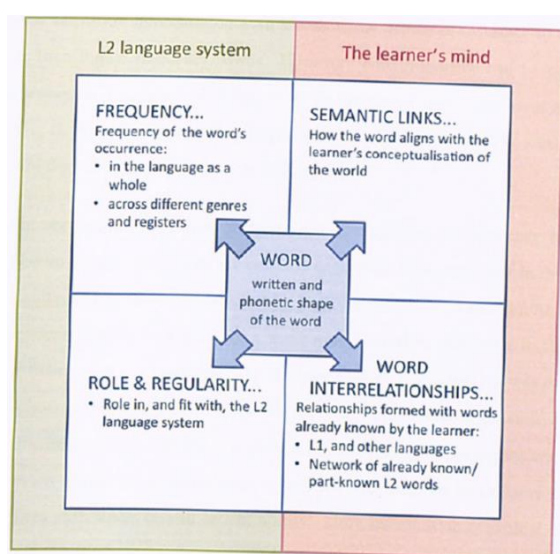 L2 language system
The learner's mind
FREQUENCY...
Frequency of the word's
occurrence:
• in the language as a
whole
• across different genres
and registers
SEMANTIC LINKS...
How the word aligns with the
learner's conceptualisation of
the world
WORD
written and
phonetic shape
of the word
ROLE & REGULARITY...
• Role in, and fit with, the L2
language system
WORD
INTERRELATIONSHIPS...
Relationships formed with words
already known by the learner:
• L1, and other languages
• Network of already known/
part-known L2 words